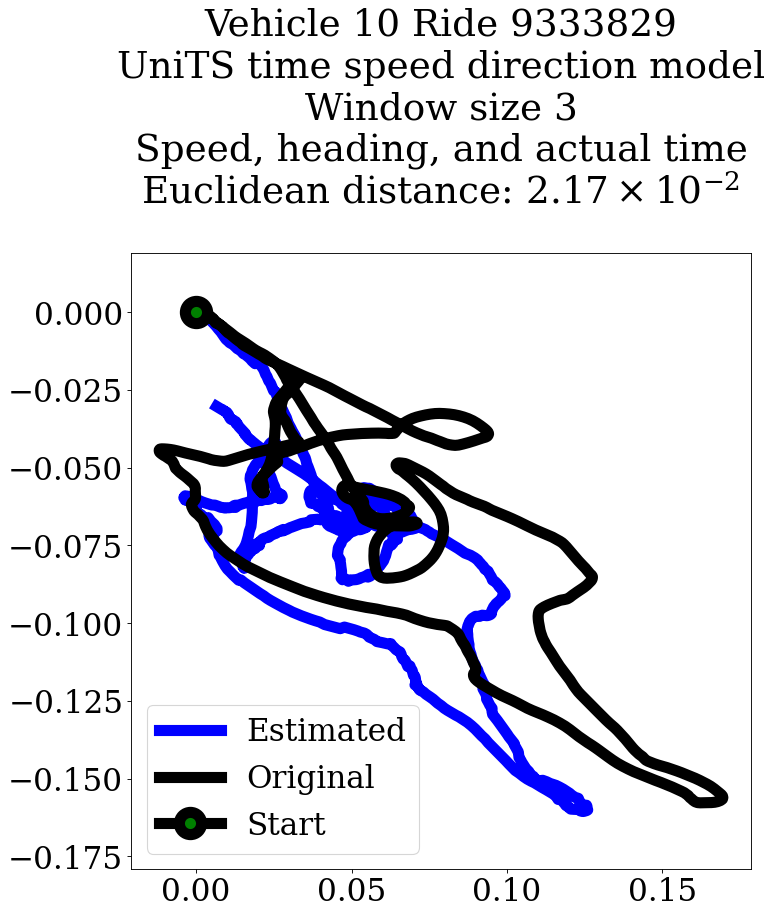 Vehicle 10 Ride 9333829
UniTS time speed direction model
Window size 3
Speed, heading, and actual time
Euclidean distance: 2.17 × 10⁻²
0.000
−0.025
−0.050
−0.075
−0.100
−0.125
−0.150
−0.175
Estimated
Original
Start
0.00 0.05 0.10 0.15